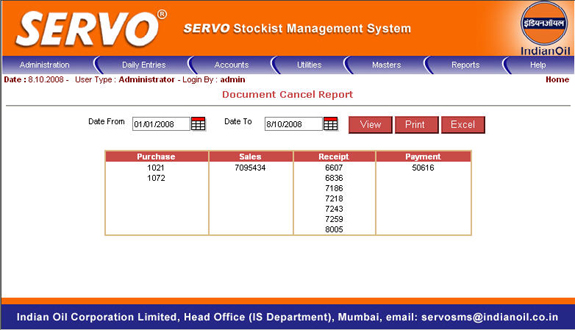 SERVO® SERVO Stockist Management System
इंडियनऑयल
IndianOil
Administration Daily Entries Accounts Utilities Masters Reports Help
Date : 8.10.2008 - User Type : Administrator - Login By : admin Home
Document Cancel Report
Date From 01/01/2008 Date To 8/10/2008 View Print Excel
Purchase Sales Receipt Payment
1021 7095434 6607 50616
1072 6836
7186
7218
7243
7259
8005
Indian Oil Corporation Limited, Head Office (IS Department), Mumbai, email: servosms@indianoil.co.in